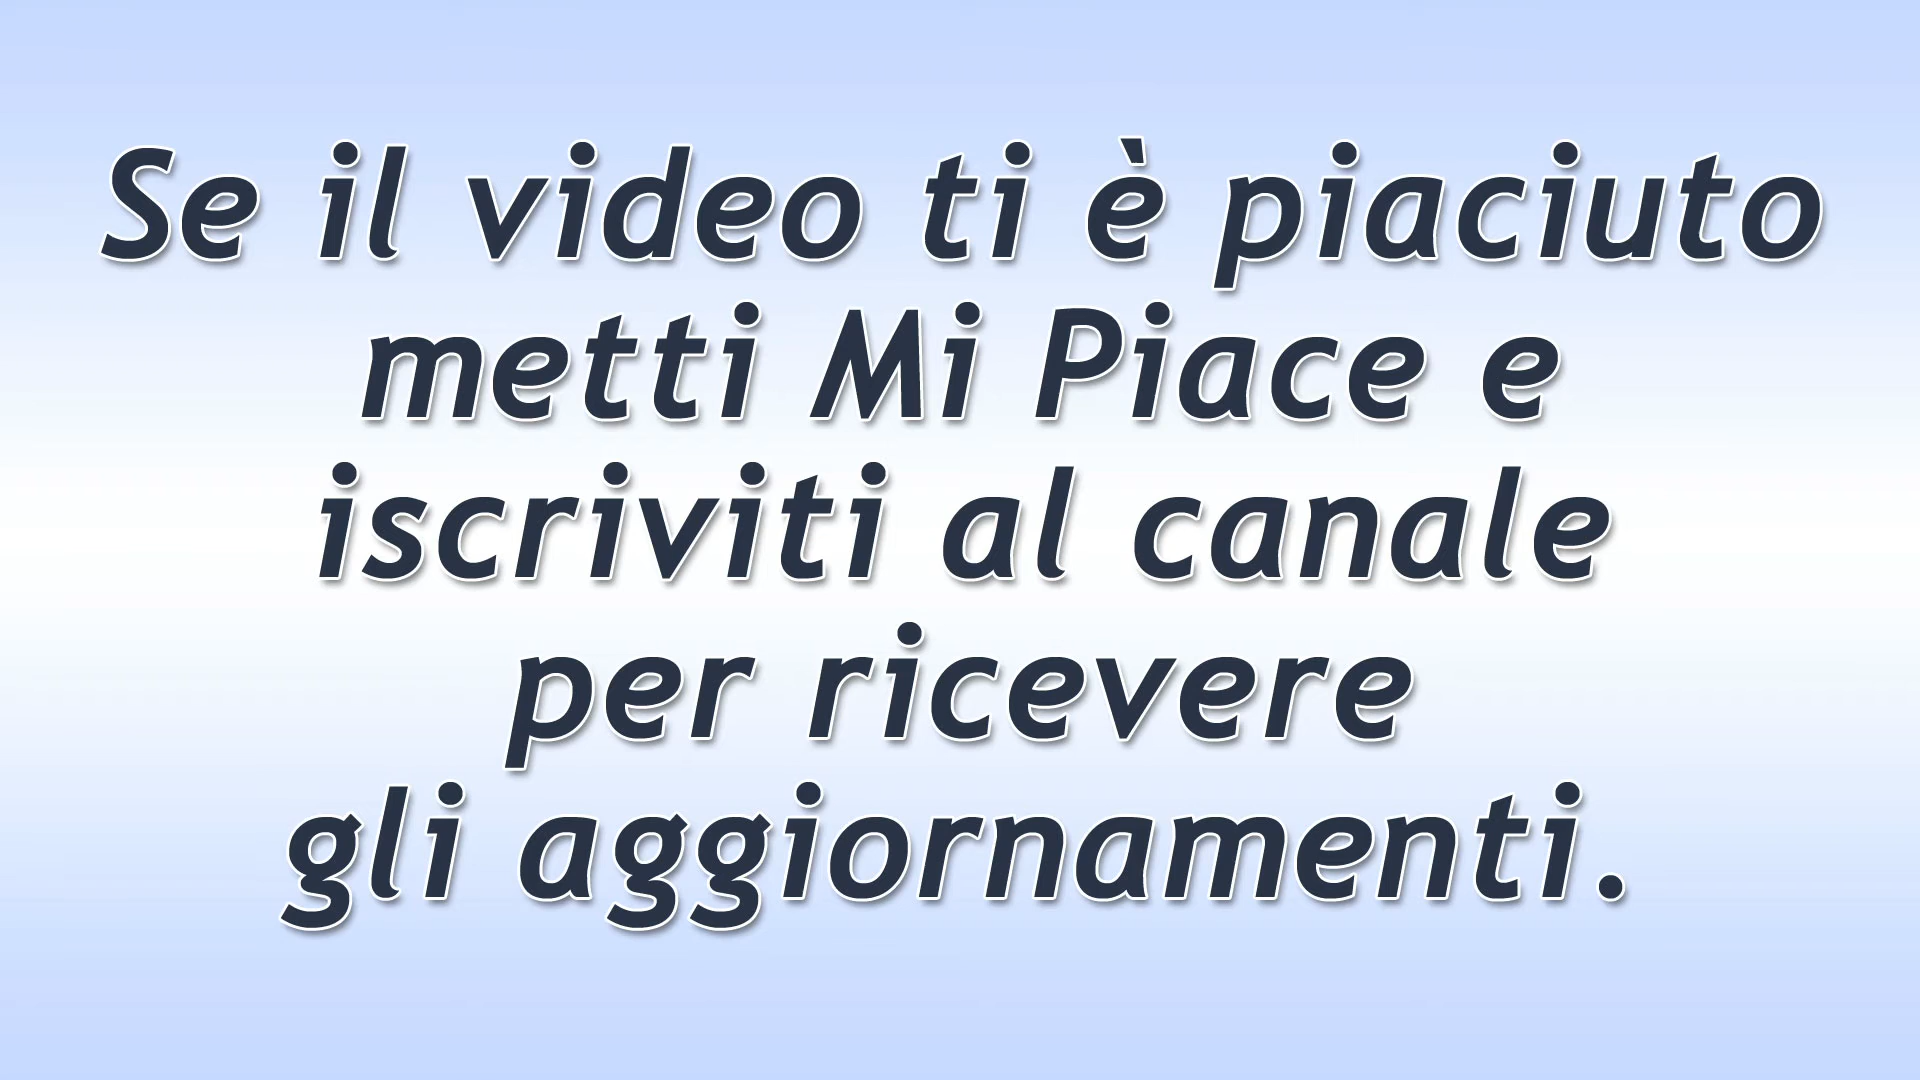 Se il video ti è piaciuto
metti Mi Piace e
iscriviti al canale
per ricevere
gli aggiornamenti.